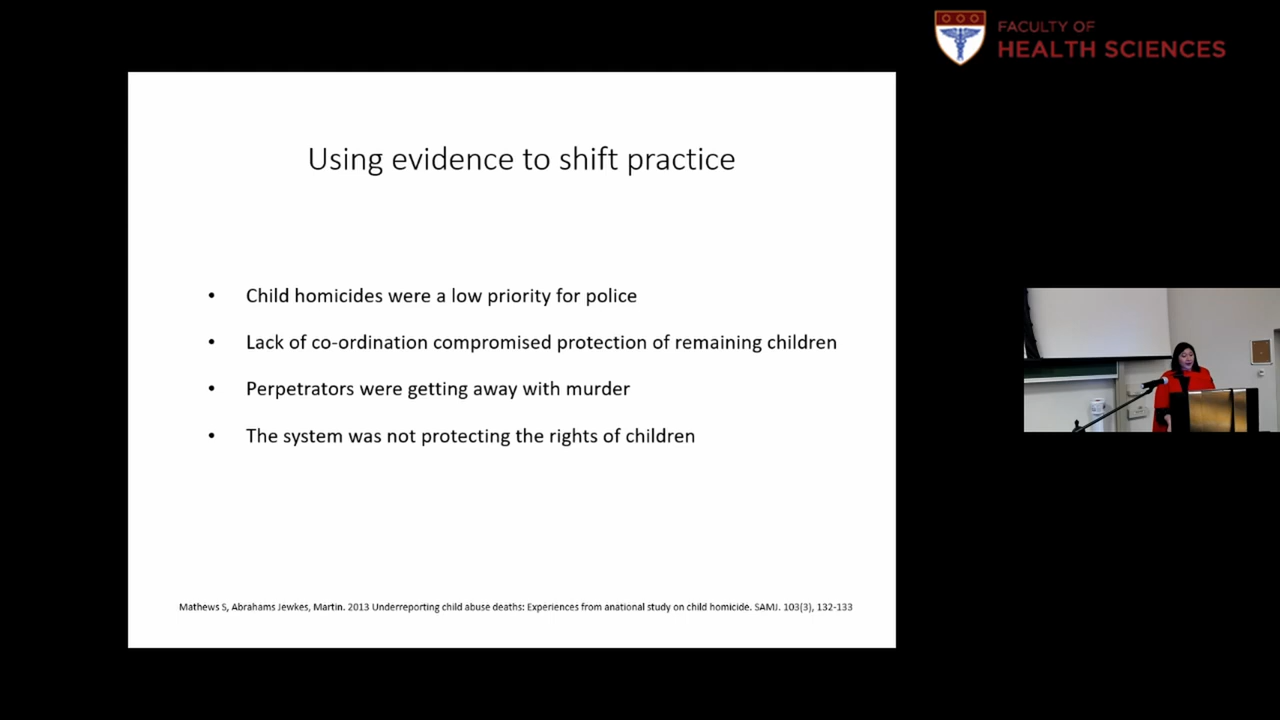 FACULTY OF
HEALTH SCIENCES
Using evidence to shift practice
• Child homicides were a low priority for police
• Lack of co-ordination compromised protection of remaining children
• Perpetrators were getting away with murder
• The system was not protecting the rights of children
Mathews S, Abrahams Jewkes, Martin. 2013 Underreporting child abuse deaths: Experiences from anational study on child homicide. SAMJ. 103(3), 132-133